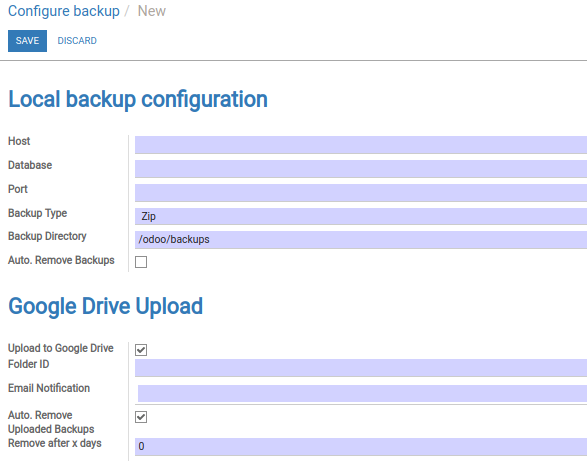 Configure backup / New
SAVE DISCARD
Local backup configuration
Host
Database
Port
Backup Type Zip
Backup Directory /odoo/backups
Auto. Remove Backups
Google Drive Upload
Upload to Google Drive
Folder ID
Email Notification
Auto. Remove
Uploaded Backups
Remove after x days 0